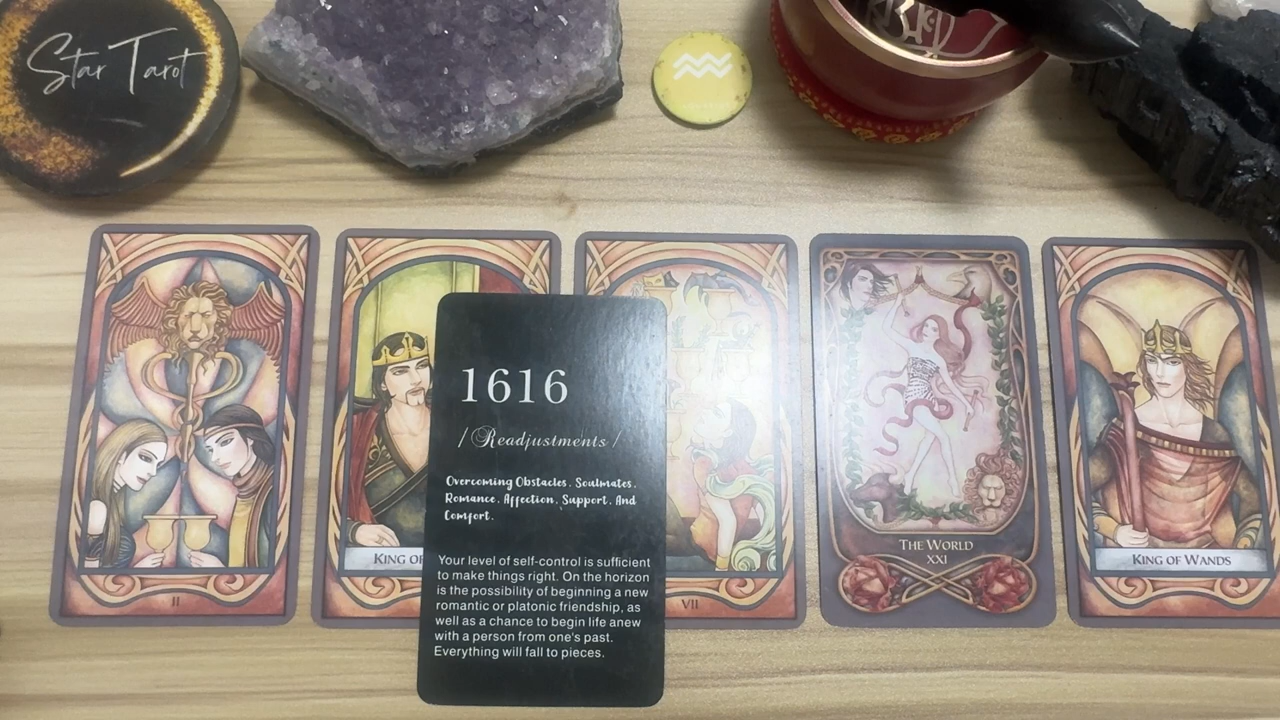 Star Tarot
1616
/Readjustments/
Overcoming Obstacles. Soulmates.
Romance. Affection. Support. And
Comfort.
Your level of self-control is sufficient
to make things right. On the horizon
is the possibility of beginning a new
romantic or platonic friendship, as
well as a chance to begin life anew
with a person from one's past.
Everything will fall to pieces.
II
KING OF
VII
THE WORLD
XXI
KING OF WANDS